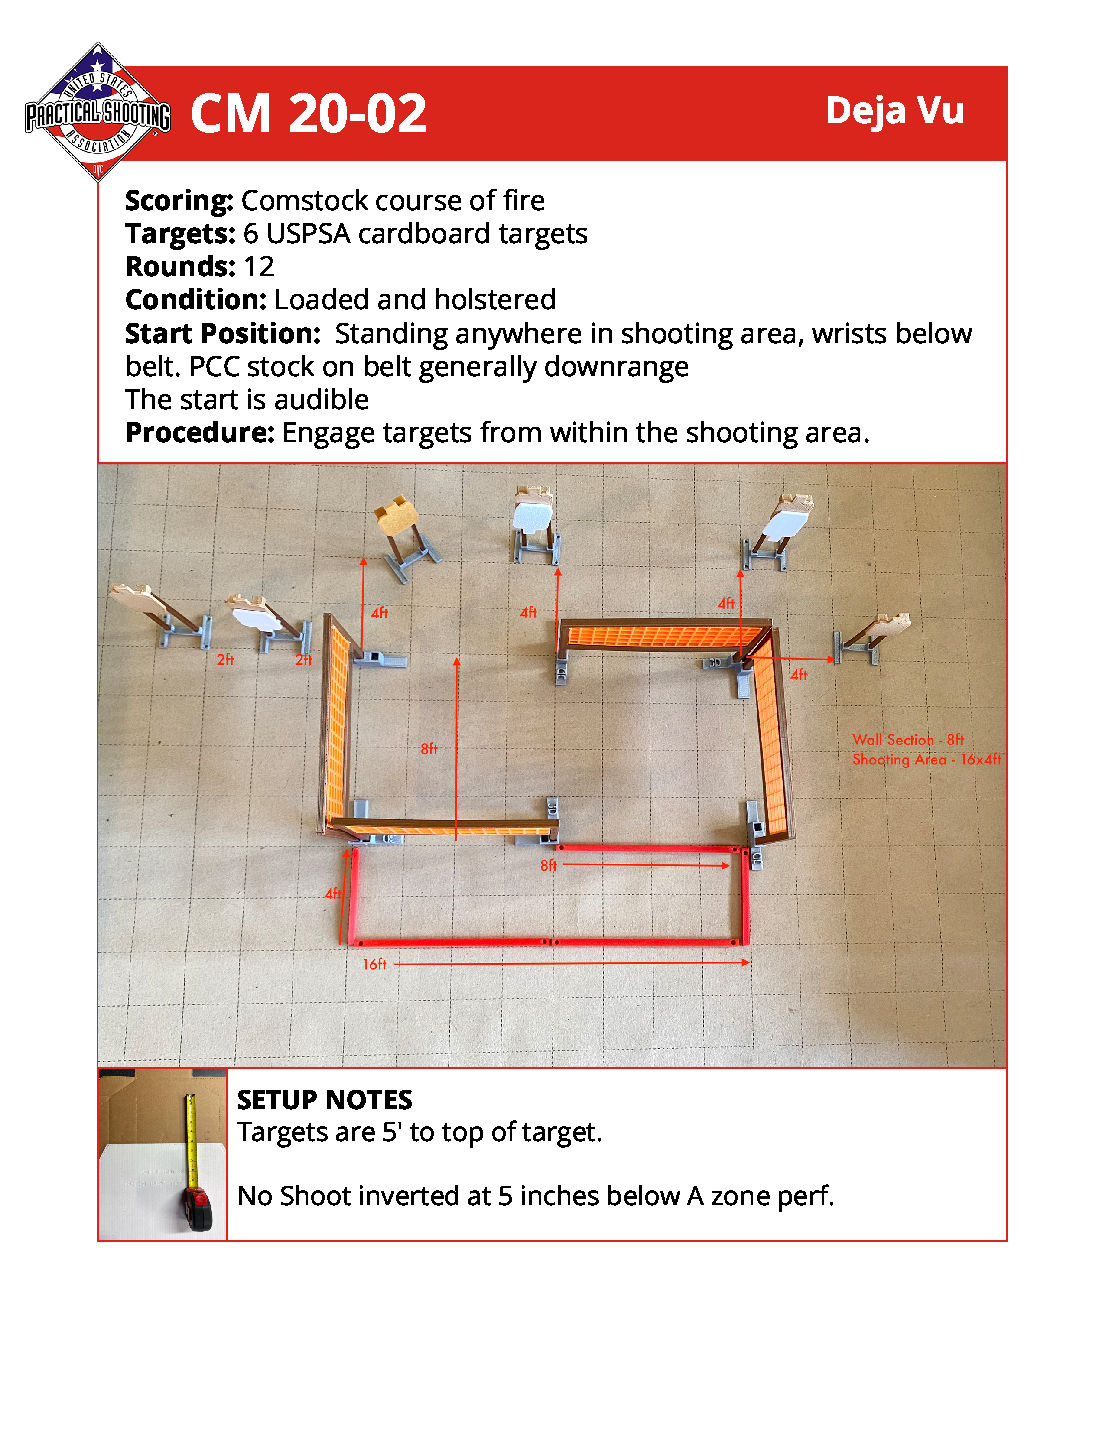 UNITED STATES
PRACTICAL SHOOTING
ASSOCIATION
CM 20-02
Deja Vu
Scoring: Comstock course of fire
Targets: 6 USPSA cardboard targets
Rounds: 12
Condition: Loaded and holstered
Start Position: Standing anywhere in shooting area, wrists below
belt. PCC stock on belt generally downrange
The start is audible
Procedure: Engage targets from within the shooting area.
4ft
4ft
4ft
2ft
2ft
4ft
8ft
Wall Section - 8ft
Shooting Area - 16x4ft
8ft
4ft
16ft
SETUP NOTES
Targets are 5' to top of target.
No Shoot inverted at 5 inches below A zone perf.